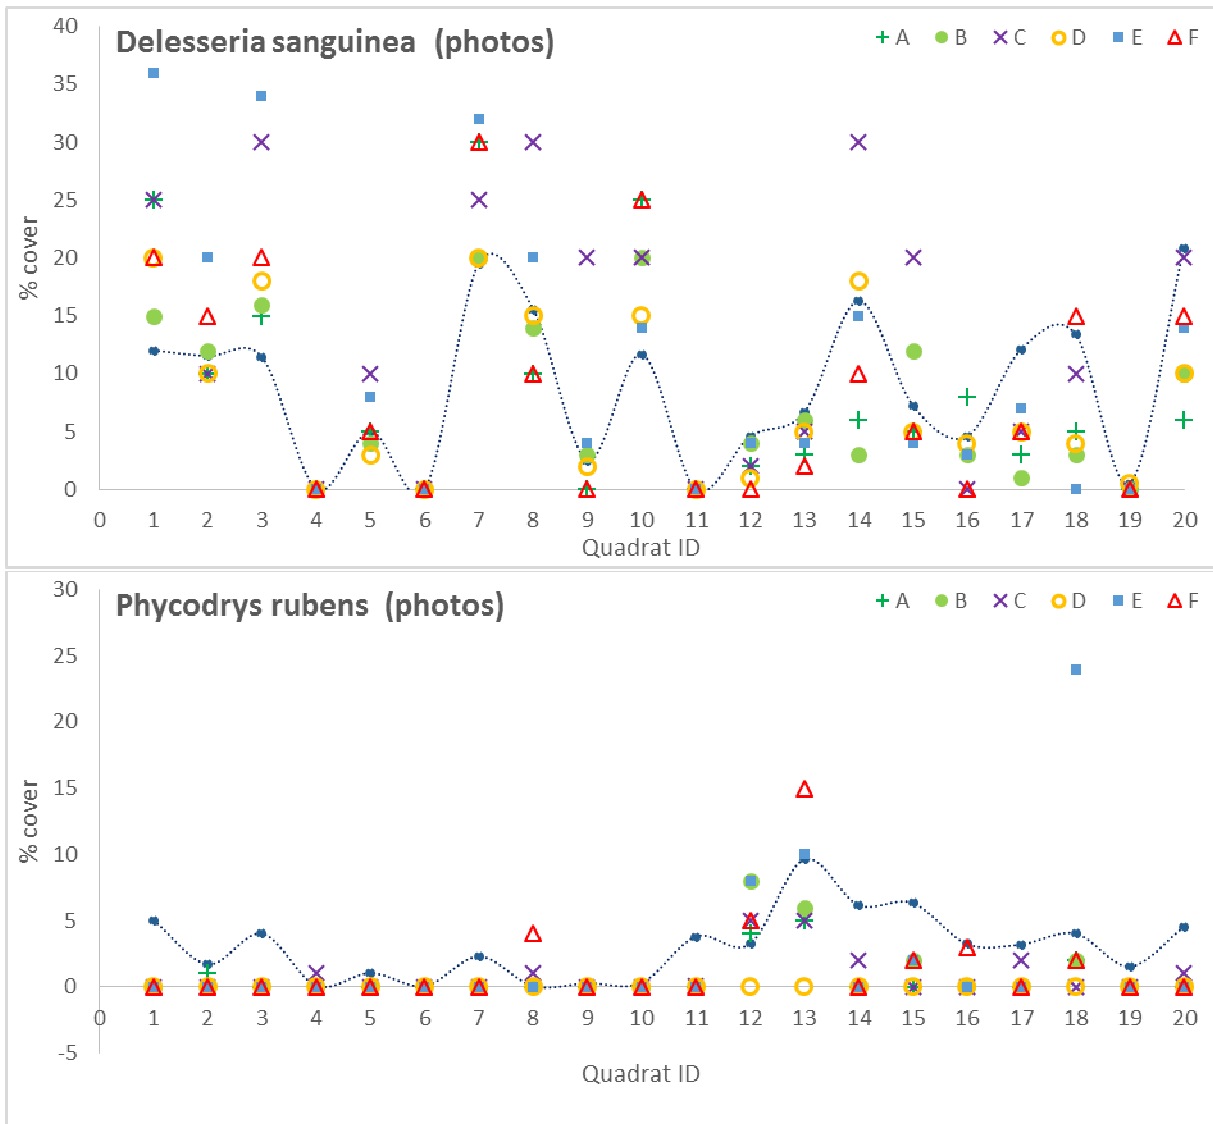 Delesseria sanguinea (photos)
A B C D E F
40
35
30
25
20
15
10
5
0
% cover
0 1 2 3 4 5 6 7 8 9 10 11 12 13 14 15 16 17 18 19 20
Quadrat ID
Phycodrys rubens (photos)
A B C D E F
30
25
20
15
10
5
0
-5
% cover
0 1 2 3 4 5 6 7 8 9 10 11 12 13 14 15 16 17 18 19 20
Quadrat ID